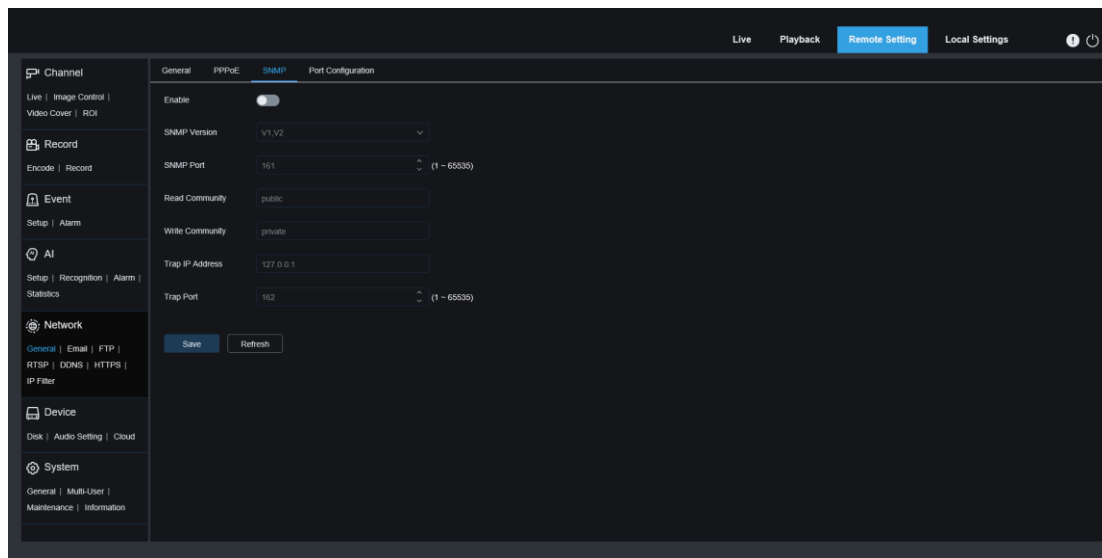 Live Playback Remote Setting Local Settings
Channel
Live | Image Control |
Video Cover | ROI
Record
Encode | Record
Event
Setup | Alarm
AI
Setup | Recognition | Alarm |
Statistics
Network
General | Email | FTP |
RTSP | DDNS | HTTPS |
IP Filter
Device
Disk | Audio Setting | Cloud
System
General | Multi-User |
Maintenance | Information
General PPPoE SNMP Port Configuration
Enable
SNMP Version V1,V2
SNMP Port 161 (1 ~ 65535)
Read Community public
Write Community private
Trap IP Address 127.0.0.1
Trap Port 162 (1 ~ 65535)
Save Refresh